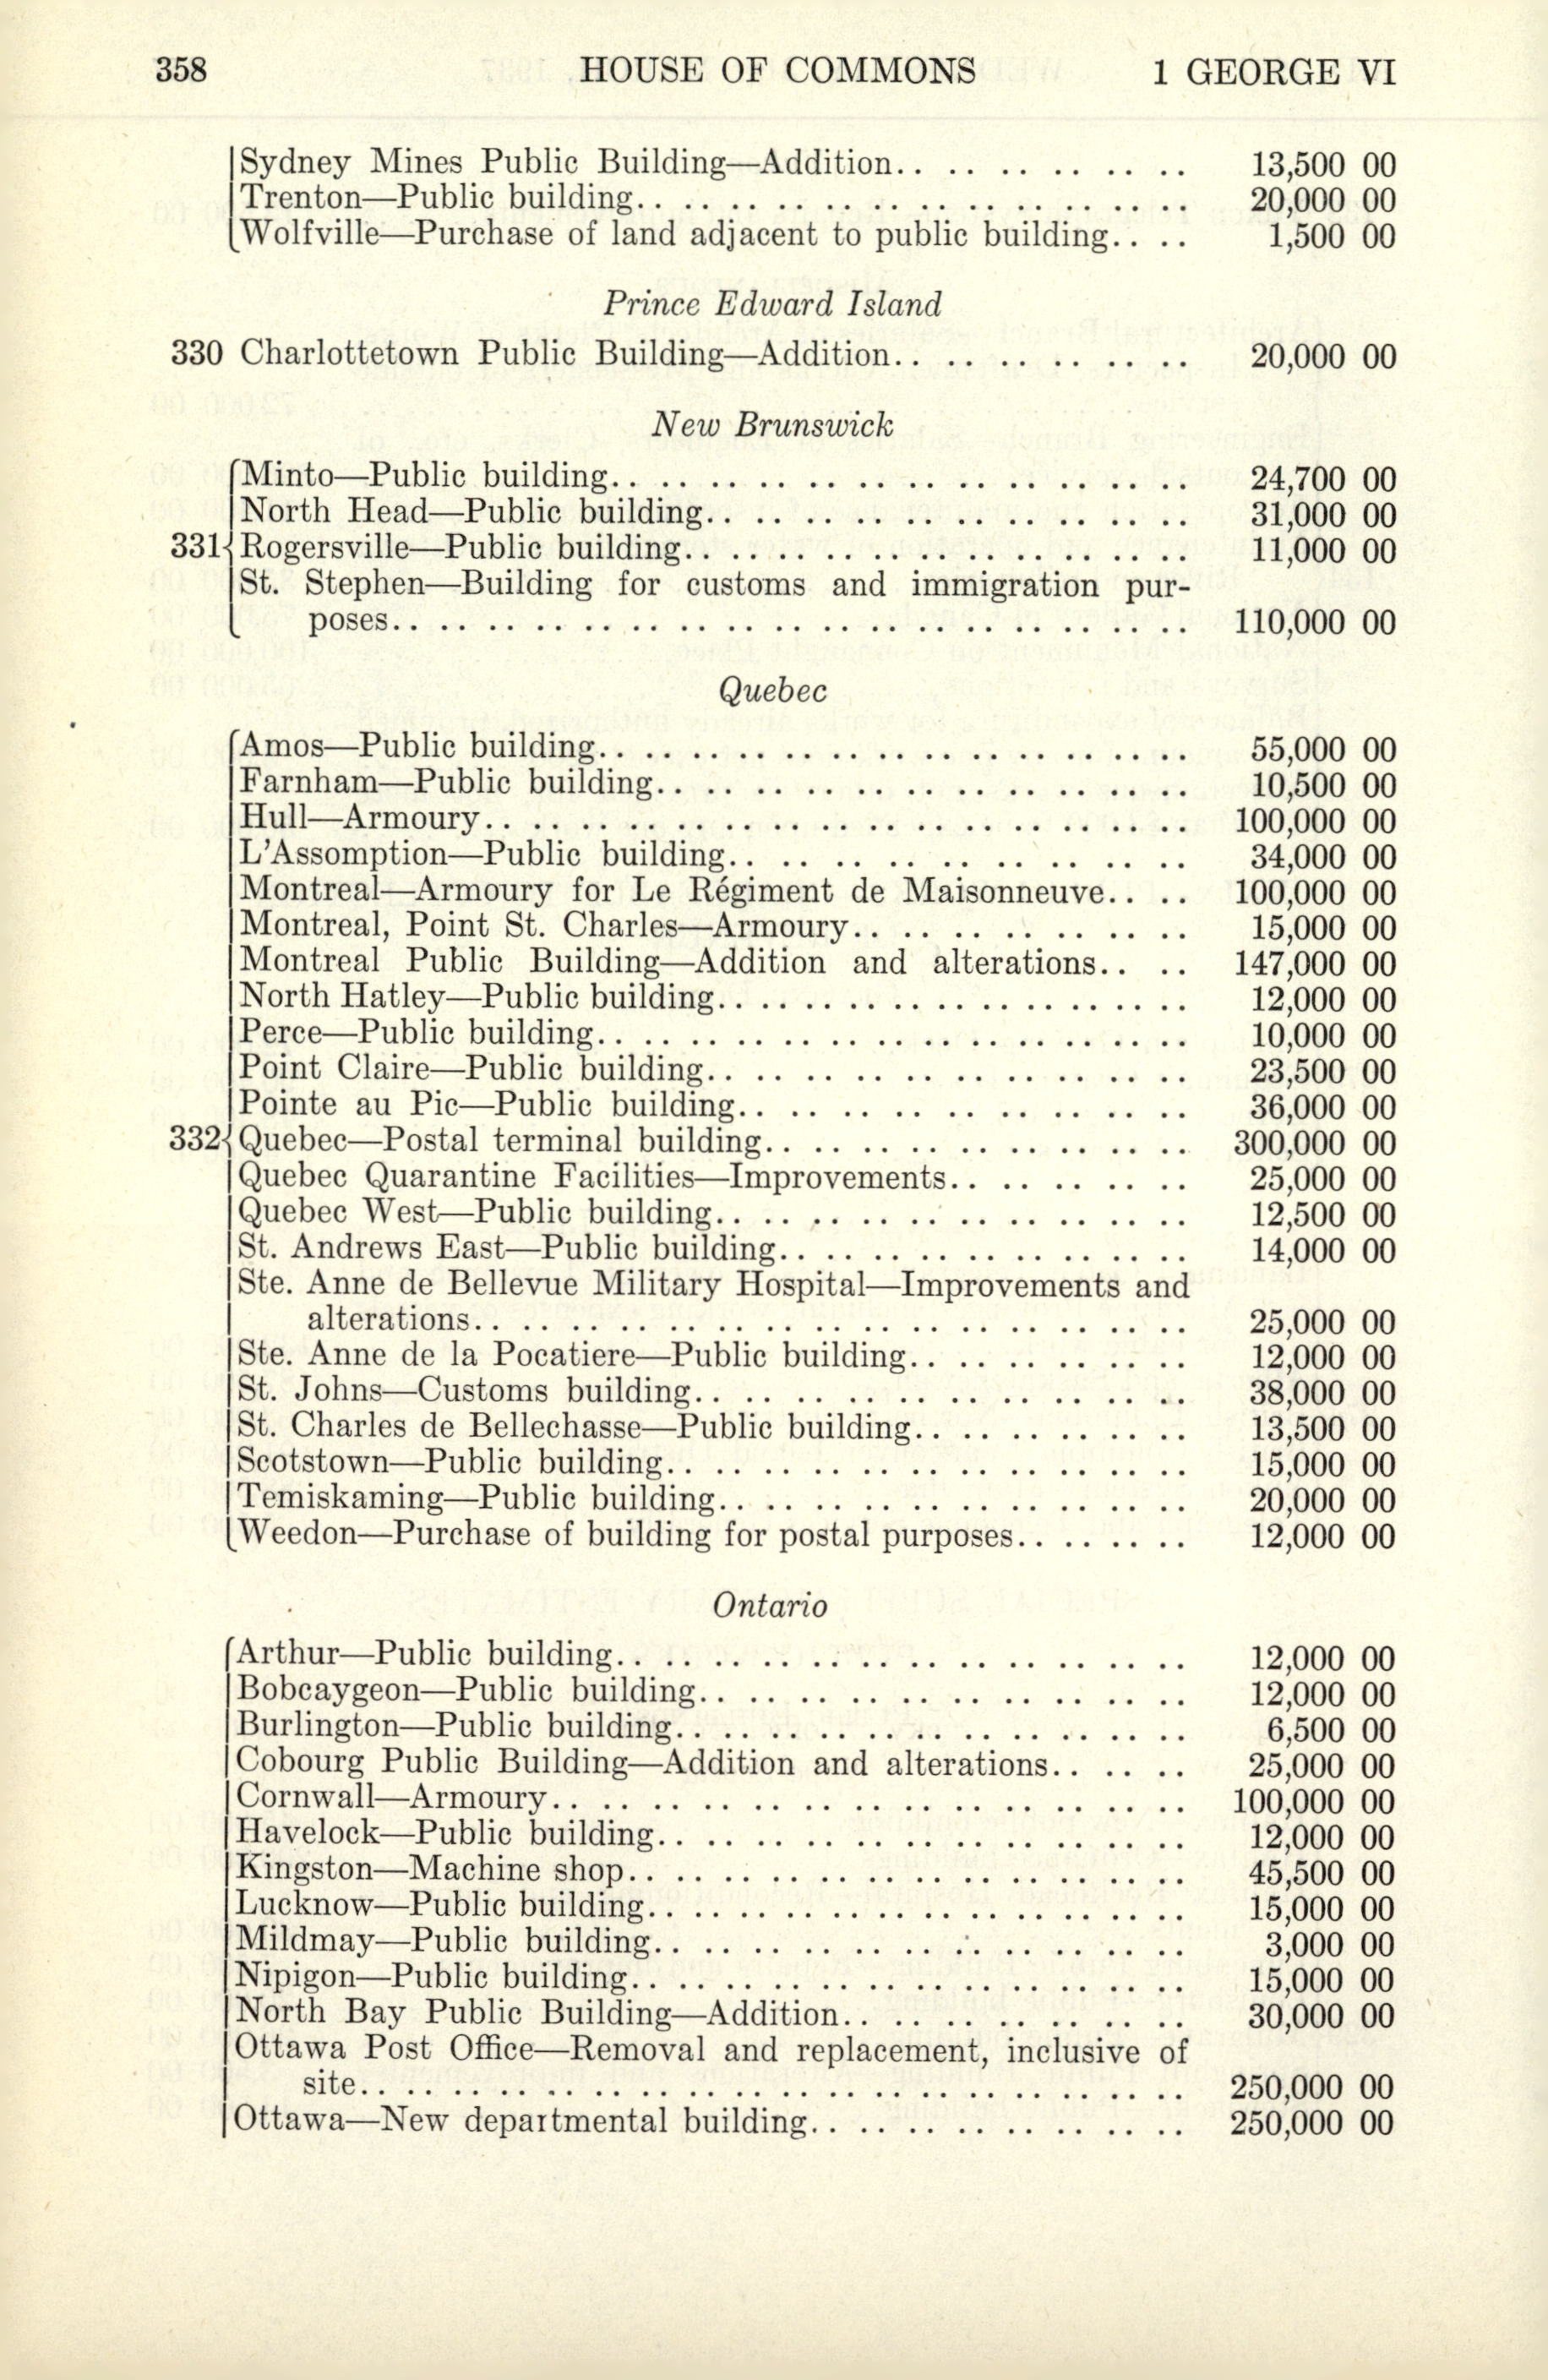 358 HOUSE OF COMMONS 1 GEORGE VI
Sydney Mines Public Building—Addition.. .. .. .. .. .. 13,500 00
Trenton—Public building.. .. .. .. .. .. .. .. .. .. .. .. 20,000 00
Wolfville—Purchase of land adjacent to public building.. .. 1,500 00
Prince Edward Island
330 Charlottetown Public Building—Addition.. .. .. .. .. .. 20,000 00
New Brunswick
Minto—Public building.. .. .. .. .. .. .. .. .. .. .. .. 24,700 00
North Head—Public building.. .. .. .. .. .. .. .. .. .. 31,000 00
331 Rogersville—Public building.. .. .. .. .. .. .. .. .. .. .. 11,000 00
St. Stephen—Building for customs and immigration pur-
poses.. .. .. .. .. .. .. .. .. .. .. .. .. .. .. .. .. 110,000 00
Quebec
Amos—Public building.. .. .. .. .. .. .. .. .. .. .. .. .. 55,000 00
Farnham—Public building.. .. .. .. .. .. .. .. .. .. .. 10,500 00
Hull—Armoury.. .. .. .. .. .. .. .. .. .. .. .. .. .. .. 100,000 00
L'Assomption—Public building.. .. .. .. .. .. .. .. .. .. 34,000 00
Montreal—Armoury for Le Régiment de Maisonneuve.. .. 100,000 00
Montreal, Point St. Charles—Armoury.. .. .. .. .. .. .. 15,000 00
Montreal Public Building—Addition and alterations.. .. 147,000 00
North Hatley—Public building.. .. .. .. .. .. .. .. .. .. 12,000 00
Perce—Public building.. .. .. .. .. .. .. .. .. .. .. .. .. 10,000 00
Point Claire—Public building.. .. .. .. .. .. .. .. .. .. 23,500 00
Pointe au Pic—Public building.. .. .. .. .. .. .. .. .. 36,000 00
332 Quebec—Postal terminal building.. .. .. .. .. .. .. .. .. 300,000 00
Quebec Quarantine Facilities—Improvements.. .. .. .. .. 25,000 00
Quebec West—Public building.. .. .. .. .. .. .. .. .. .. 12,500 00
St. Andrews East—Public building.. .. .. .. .. .. .. .. .. 14,000 00
Ste. Anne de Bellevue Military Hospital—Improvements and
alterations.. .. .. .. .. .. .. .. .. .. .. .. .. .. .. 25,000 00
Ste. Anne de la Pocatiere—Public building.. .. .. .. .. .. 12,000 00
St. Johns—Customs building.. .. .. .. .. .. .. .. .. .. .. 38,000 00
St. Charles de Bellechasse—Public building.. .. .. .. .. .. 13,500 00
Scotstown—Public building.. .. .. .. .. .. .. .. .. .. .. 15,000 00
Temiskaming—Public building.. .. .. .. .. .. .. .. .. .. 20,000 00
Weedon—Purchase of building for postal purposes.. .. .. .. 12,000 00
Ontario
Arthur—Public building.. .. .. .. .. .. .. .. .. .. .. .. 12,000 00
Bobcaygeon—Public building.. .. .. .. .. .. .. .. .. .. 12,000 00
Burlington—Public building.. .. .. .. .. .. .. .. .. .. .. 6,500 00
Cobourg Public Building—Addition and alterations.. .. .. 25,000 00
Cornwall—Armoury.. .. .. .. .. .. .. .. .. .. .. .. .. 100,000 00
Havelock—Public building.. .. .. .. .. .. .. .. .. .. .. 12,000 00
Kingston—Machine shop.. .. .. .. .. .. .. .. .. .. .. .. 45,500 00
Lucknow—Public building.. .. .. .. .. .. .. .. .. .. .. .. 15,000 00
Mildmay—Public building.. .. .. .. .. .. .. .. .. .. .. 3,000 00
Nipigon—Public building.. .. .. .. .. .. .. .. .. .. .. .. 15,000 00
North Bay Public Building—Addition.. .. .. .. .. .. .. 30,000 00
Ottawa Post Office—Removal and replacement, inclusive of
site.. .. .. .. .. .. .. .. .. .. .. .. .. .. .. .. .. .. 250,000 00
Ottawa—New departmental building.. .. .. .. .. .. .. .. 250,000 00